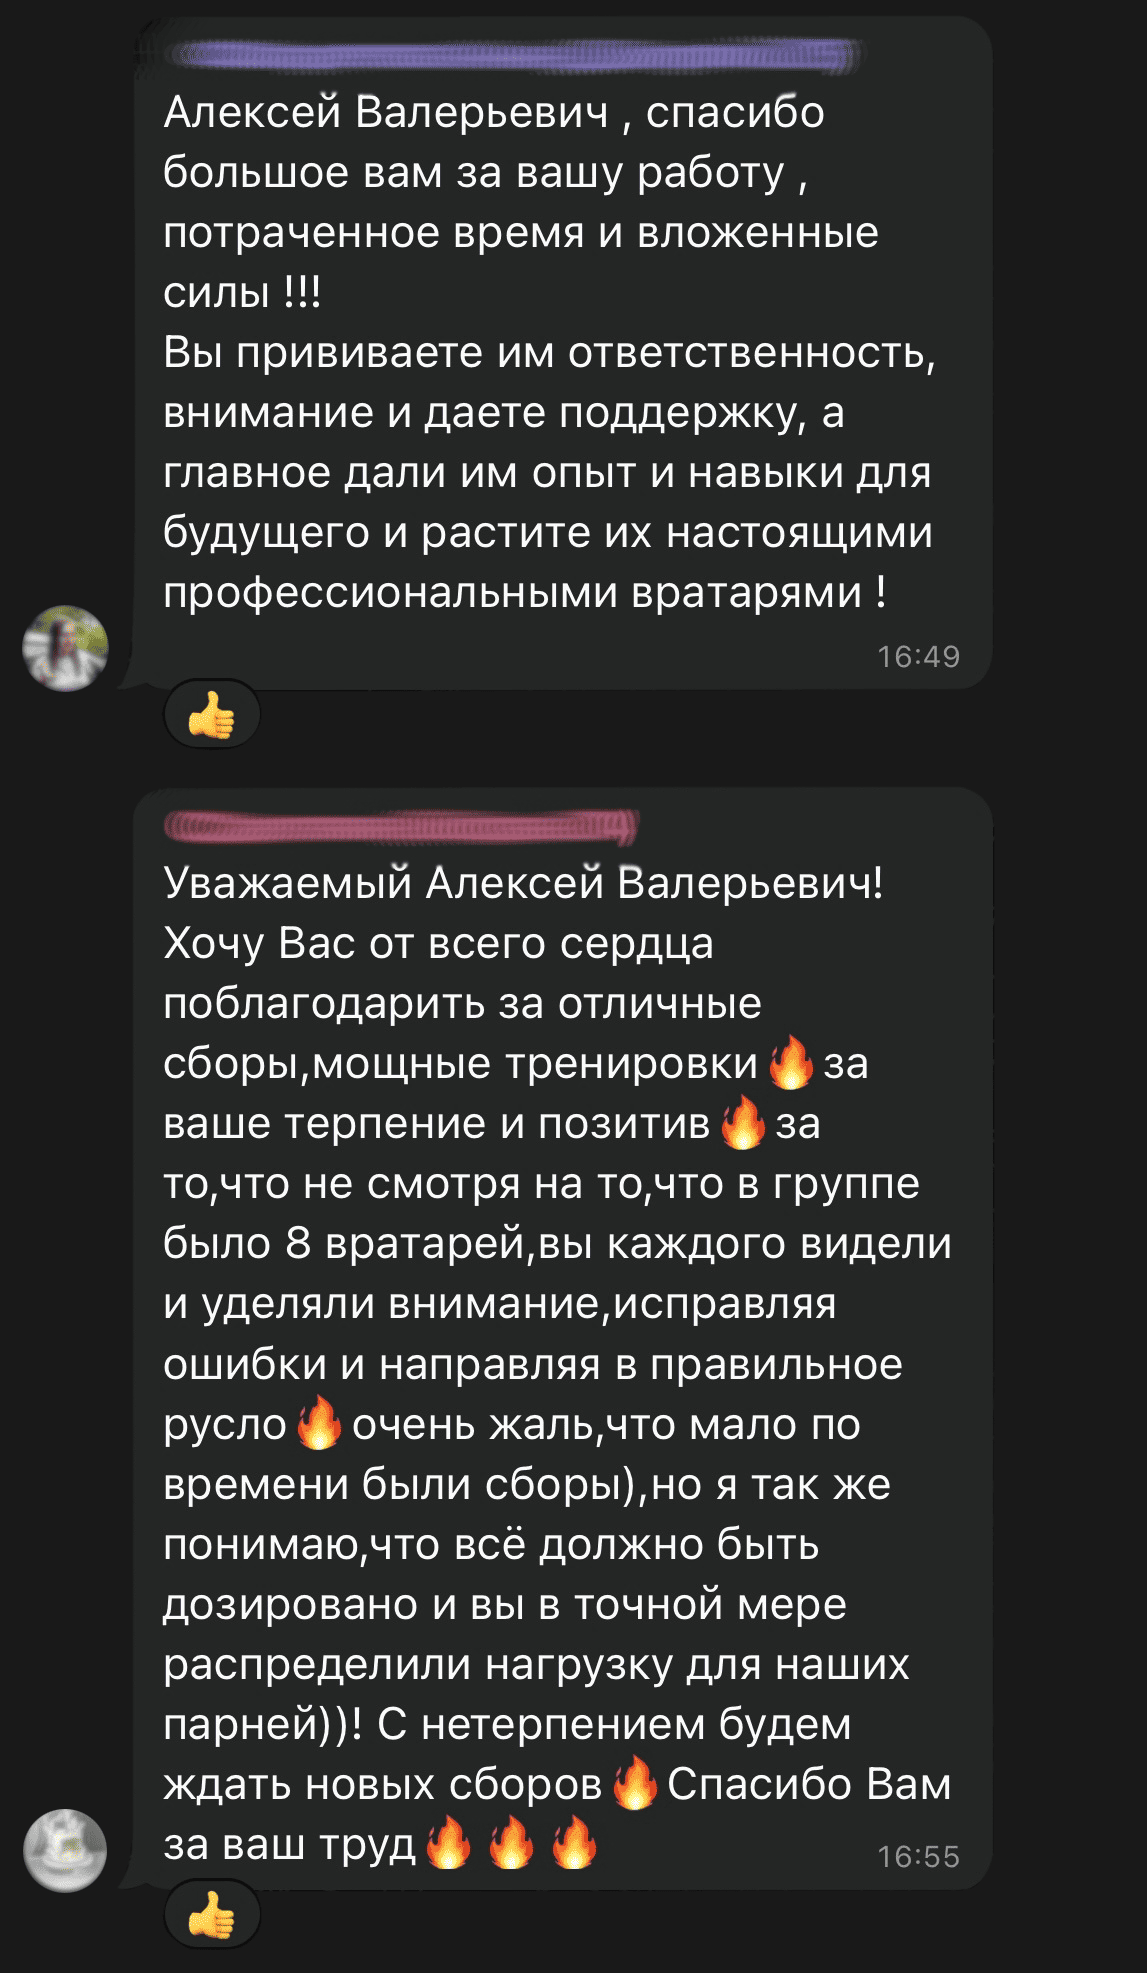 Алексей Валерьевич , спасибо
большое вам за вашу работу ,
потраченное время и вложенные
силы !!!
Вы прививаете им ответственность,
внимание и даете поддержку, а
главное дали им опыт и навыки для
будущего и растите их настоящими
профессиональными вратарями !
16:49
👍
Уважаемый Алексей Валерьевич!
Хочу Вас от всего сердца
поблагодарить за отличные
сборы,мощные тренировки🔥за
ваше терпение и позитив🔥за
то,что не смотря на то,что в группе
было 8 вратарей,вы каждого видели
и уделяли внимание,исправляя
ошибки и направляя в правильное
русло🔥очень жаль,что мало по
времени были сборы),но я так же
понимаю,что всё должно быть
дозировано и вы в точной мере
распределили нагрузку для наших
парней))! С нетерпением будем
ждать новых сборов🔥Спасибо Вам
за ваш труд🔥🔥🔥
16:55
👍